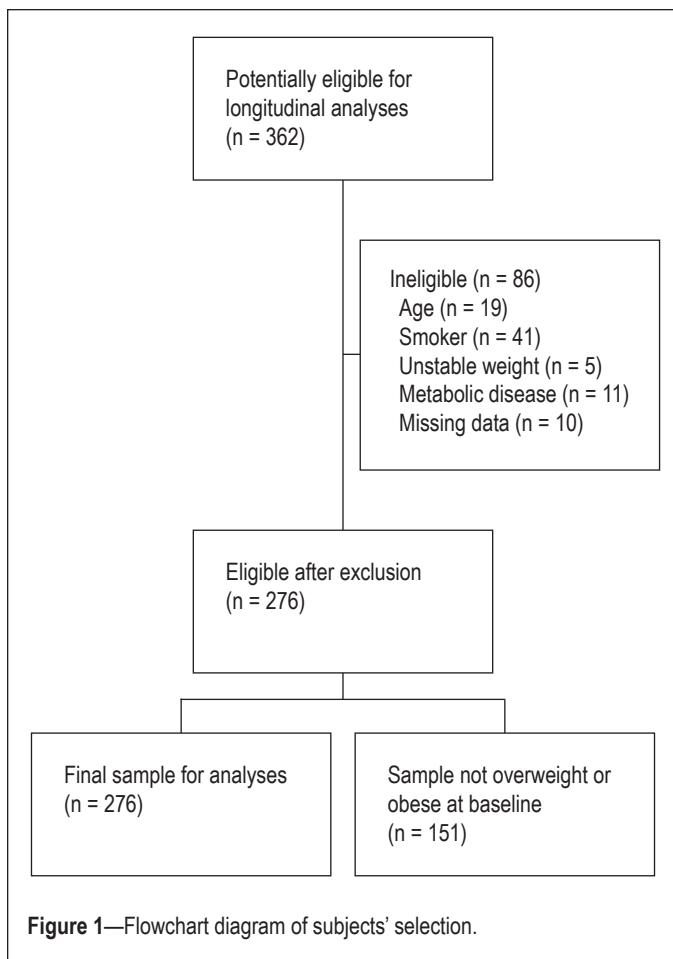 Potentially eligible for
longitudinal analyses
(n = 362)
Ineligible (n = 86)
Age (n = 19)
Smoker (n = 41)
Unstable weight (n = 5)
Metabolic disease (n = 11)
Missing data (n = 10)
Eligible after exclusion
(n = 276)
Final sample for analyses
(n = 276)
Sample not overweight or
obese at baseline
(n = 151)
Figure 1—Flowchart diagram of subjects’ selection.